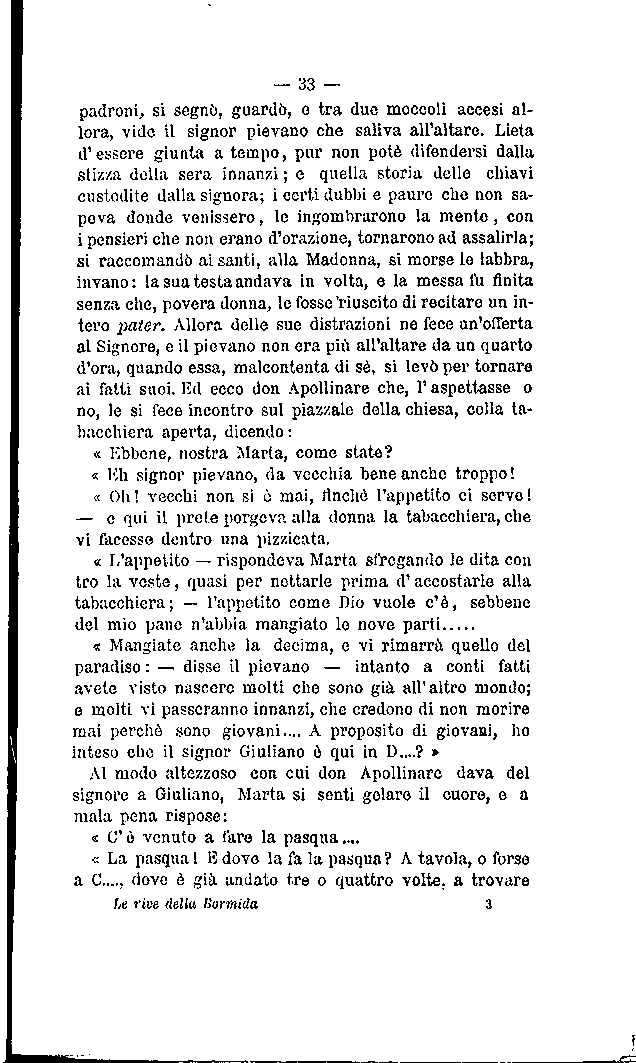 — 33 —
padroni, si segnò, guardò, e tra due moccoli accesi al-
lora, vide il signor pievano che saliva all'altare. Lieta
d'essere giunta a tempo, pur non potè difendersi dalla
stizza della sera innanzi; e quella storia delle chiavi
custodite dalla signora; i certi dubbi e paure che non sa-
peva donde venissero, le ingombrarono la mente, con
i pensieri che non erano d'orazione, tornarono ad assalirla;
si raccomandò ai santi, alla Madonna, si morse le labbra,
invano: la sua testa andava in volta, e la messa fu finita
senza che, povera donna, le fosse riuscito di recitare un in-
tero pater. Allora delle sue distrazioni ne fece un'offerta
al Signore, e il pievano non era più all'altare da un quarto
d'ora, quando essa, malcontenta di sè, si levò per tornare
ai fatti suoi. Ed ecco don Apollinare che, l'aspettasse o
no, le si fece incontro sul piazzale della chiesa, colla ta-
bacchiera aperta, dicendo:
« Ebbene, nostra Marta, come state?
« Eh signor pievano, da vecchia bene anche troppo!
« Oh! vecchi non si è mai, finchè l'appetito ci serve!
— e qui il prete porgeva alla donna la tabacchiera, che
vi facesse dentro una pizzicata.
« L'appetito — rispondeva Marta sfregando le dita con
tro la veste, quasi per nettarle prima d'accostarle alla
tabacchiera; — l'appetito come Dio vuole c'è, sebbene
del mio pane n'abbia mangiato le nove parti.....
« Mangiate anche la decima, e vi rimarrà quello del
paradiso: — disse il pievano — intanto a conti fatti
avete visto nascere molti che sono già all'altro mondo;
e molti vi passeranno innanzi, che credono di non morire
mai perchè sono giovani.... A proposito di giovani, ho
inteso che il signor Giuliano è qui in D....? »
Al modo altezzoso con cui don Apollinare dava del
signore a Giuliano, Marta si sentì gelare il cuore, e a
mala pena rispose:
« C'è venuto a fare la pasqua....
« La pasqua! E dove la fa la pasqua? A tavola, o forse
a C...., dove è già andato tre o quattro volte, a trovare
Le rive della Bormida 3